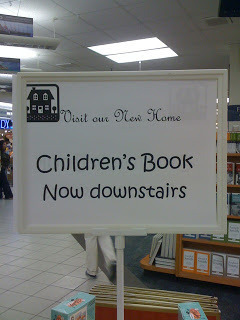 Visit our New Home
Children's Book
Now downstairs